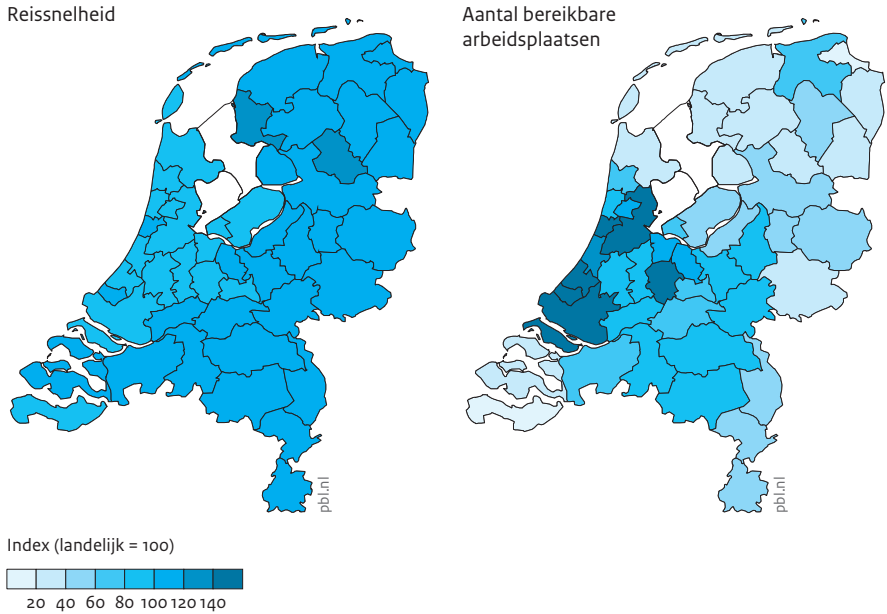 Reissnelheid
Aantal bereikbare
arbeidsplaatsen
pbl.nl
pbl.nl
Index (landelijk = 100)
20 40 60 80 100 120 140